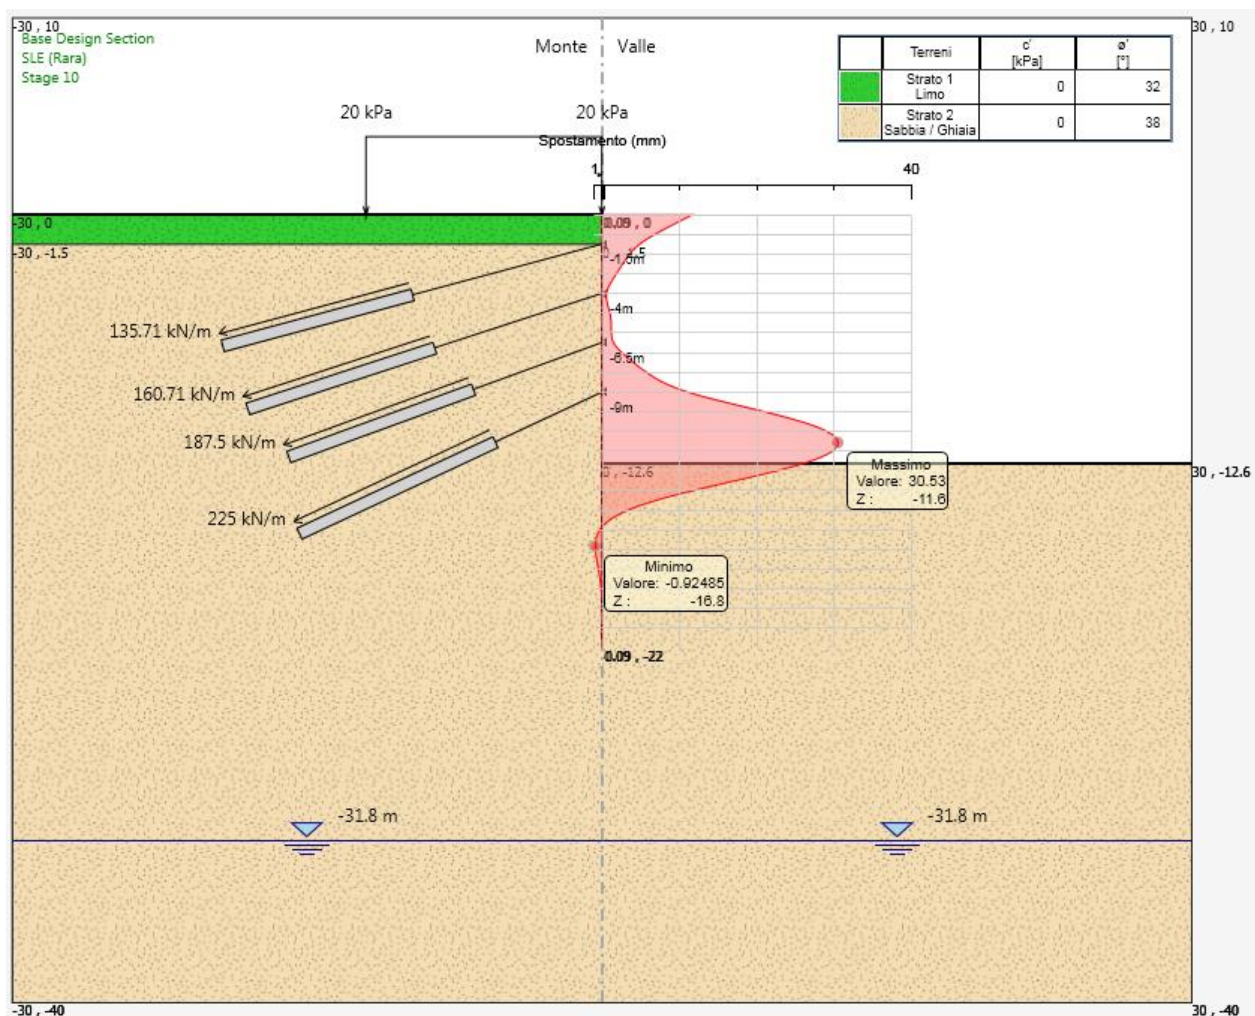 -30 , 10
30 , 10
Base Design Section
SLE (Rara)
Stage 10
Monte
Valle
Terreni
c'
[kPa]
ø'
[°]
Strato 1
Limo
0
32
Strato 2
Sabbia / Ghiaia
0
38
20 kPa
20 kPa
Spostamento (mm)
40
-30 , 0
-30 , -1.5
-1.5m
-4m
-6.5m
-9m
135.71 kN/m
160.71 kN/m
187.5 kN/m
225 kN/m
0 , -12.6
30 , -12.6
Massimo
Valore: 30.53
Z : -11.6
Minimo
Valore: -0.92485
Z : -16.8
0.09 , -22
-31.8 m
-31.8 m
-30 , -40
30 , -40